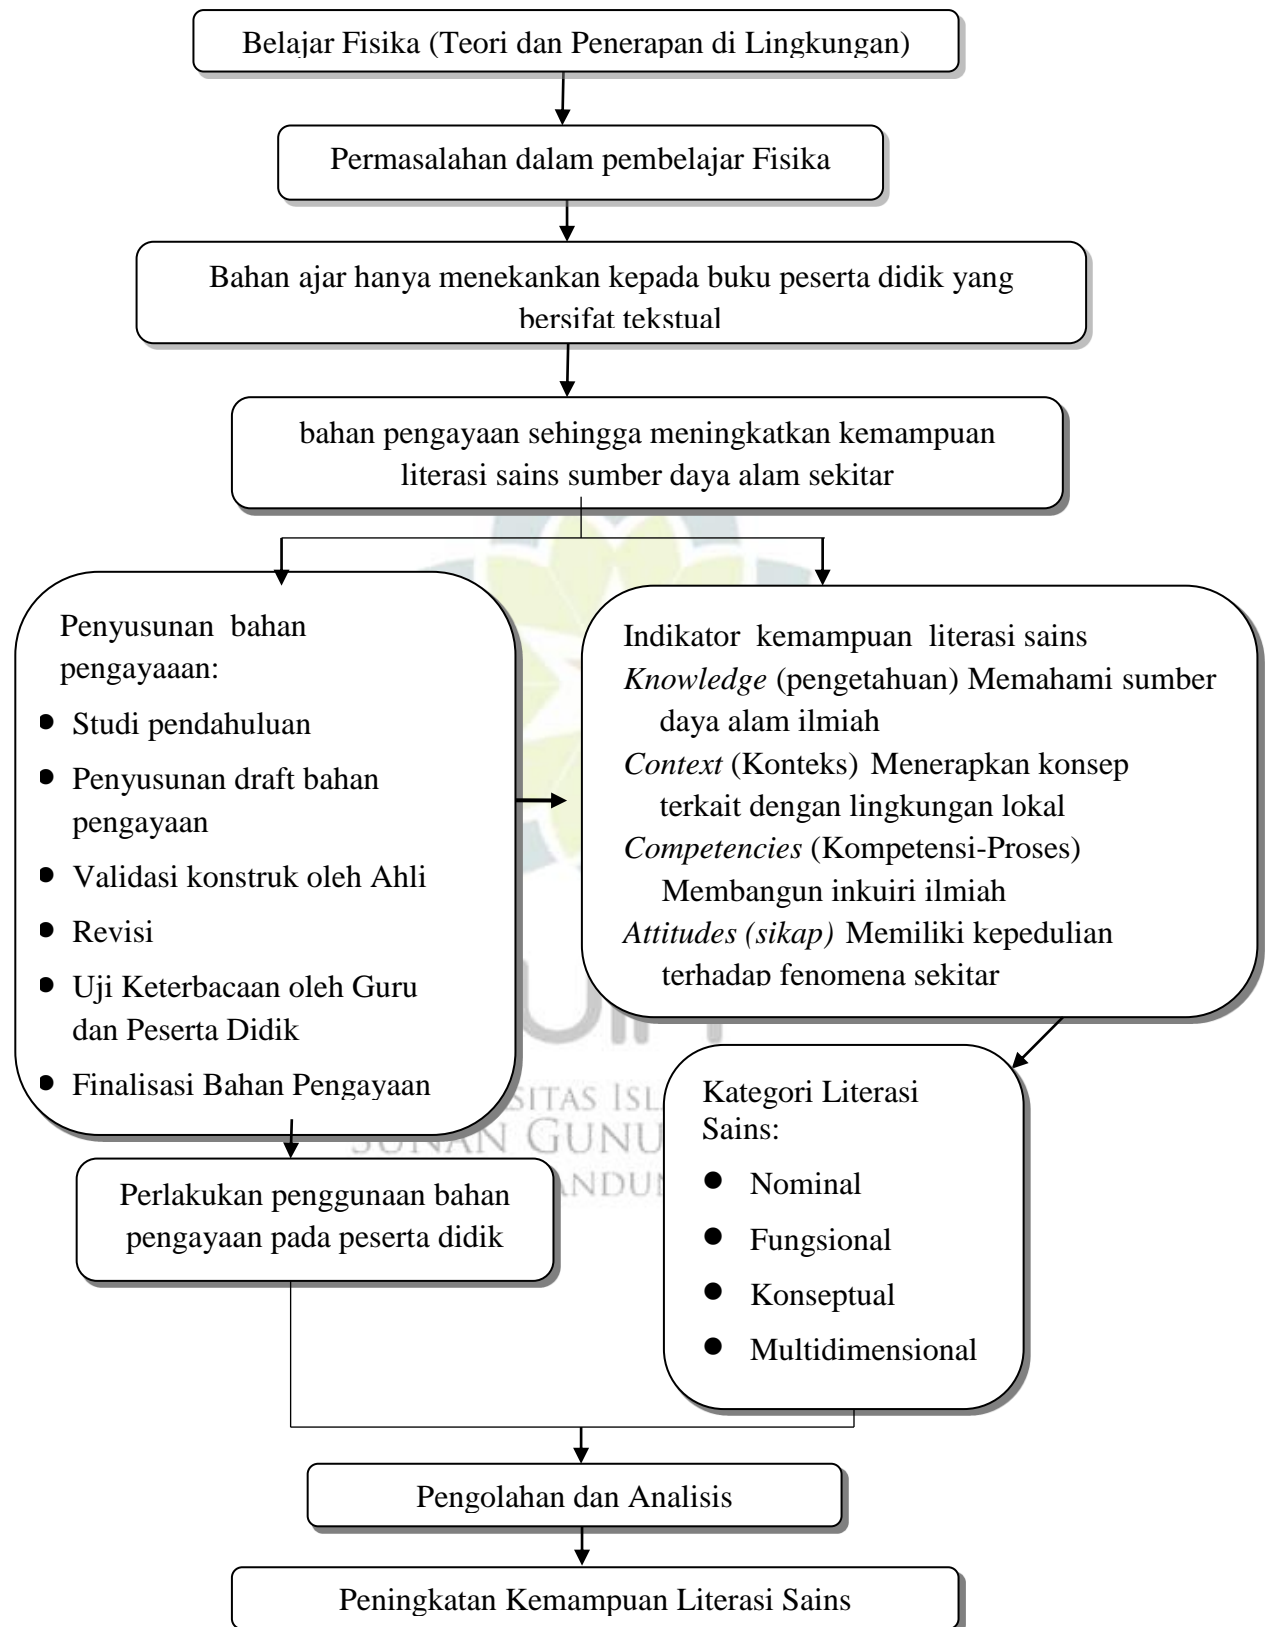 Belajar Fisika (Teori dan Penerapan di Lingkungan)
Permasalahan dalam pembelajar Fisika
Bahan ajar hanya menekankan kepada buku peserta didik yang
bersifat tekstual
bahan pengayaan sehingga meningkatkan kemampuan
literasi sains sumber daya alam sekitar
Penyusunan bahan
pengayaaan:
Studi pendahuluan
Penyusunan draft bahan
pengayaan
Validasi konstruk oleh Ahli
Revisi
Uji Keterbacaan oleh Guru
dan Peserta Didik
Finalisasi Bahan Pengayaan
Indikator kemampuan literasi sains
Knowledge (pengetahuan) Memahami sumber
daya alam ilmiah
Context (Konteks) Menerapkan konsep
terkait dengan lingkungan lokal
Competencies (Kompetensi-Proses)
Membangun inkuiri ilmiah
Attitudes (sikap) Memiliki kepedulian
terhadap fenomena sekitar
Kategori Literasi
Sains:
Nominal
Fungsional
Konseptual
Multidimensional
Perlakukan penggunaan bahan
pengayaan pada peserta didik
Pengolahan dan Analisis
Peningkatan Kemampuan Literasi Sains
SUNAN